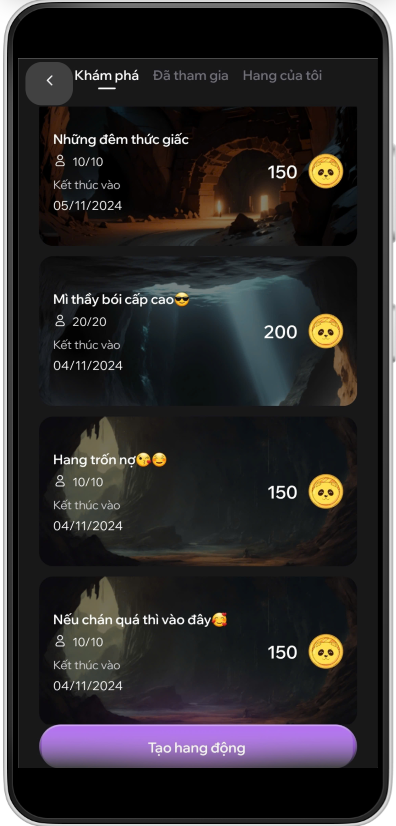 Khám phá Đã tham gia Hang của tôi
Những đêm thức giấc
10/10
150
Kết thúc vào
05/11/2024
Mì thầy bói cấp cao😎
20/20
200
Kết thúc vào
04/11/2024
Hang trốn nợ😘😂
10/10
150
Kết thúc vào
04/11/2024
Nếu chán quá thì vào đây🥰
10/10
150
Kết thúc vào
04/11/2024
Tạo hang động